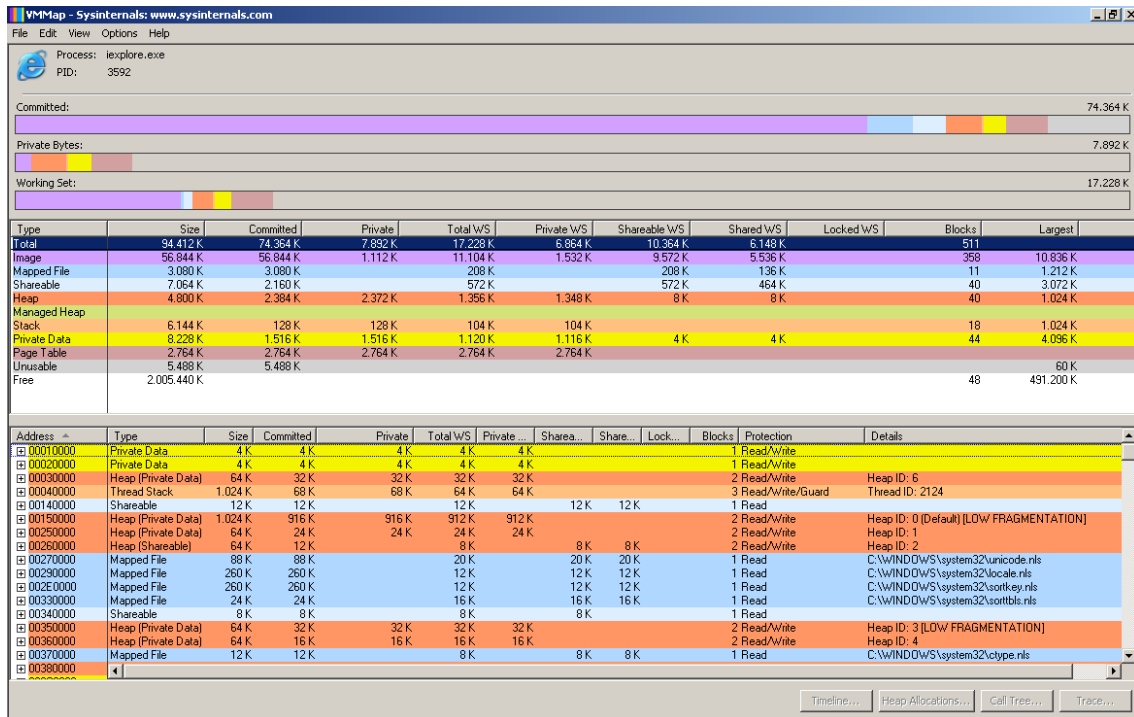 VMMap - Sysinternals: www.sysinternals.com
File Edit View Options Help
Process: iexplore.exe
PID: 3592
Committed: 74.364 K
Private Bytes: 7.892 K
Working Set: 17.228 K
Type Size Committed Private Total WS Private WS Shareable WS Shared WS Locked WS Blocks Largest
Total 94.412 K 74.364 K 7.892 K 17.228 K 6.864 K 10.364 K 6.148 K 511
Image 56.844 K 56.844 K 1.112 K 11.104 K 1.532 K 9.572 K 5.536 K 358 10.836 K
Mapped File 3.080 K 3.080 K 208 K 208 K 136 K 11 1.212 K
Shareable 7.064 K 2.160 K 572 K 572 K 464 K 40 3.072 K
Heap 4.800 K 2.384 K 2.372 K 1.356 K 1.348 K 8 K 8 K 40 1.024 K
Managed Heap
Stack 6.144 K 128 K 128 K 104 K 104 K 18 1.024 K
Private Data 8.228 K 1.516 K 1.516 K 1.120 K 1.116 K 4 K 4 K 44 4.096 K
Page Table 2.764 K 2.764 K 2.764 K 2.764 K 2.764 K
Unusable 5.488 K 5.488 K 60 K
Free 2.005.440 K 48 491.200 K
Address Type Size Committed Private Total WS Private ... Sharea... Share... Lock... Blocks Protection Details
00010000 Private Data 4 K 4 K 4 K 4 K 4 K 1 Read/Write
00020000 Private Data 4 K 4 K 4 K 4 K 4 K 1 Read/Write
00030000 Heap (Private Data) 64 K 32 K 32 K 32 K 32 K 2 Read/Write Heap ID: 6
00040000 Thread Stack 1.024 K 68 K 68 K 64 K 64 K 3 Read/Write/Guard Thread ID: 2124
00140000 Shareable 12 K 12 K 12 K 12 K 12 K 1 Read
00150000 Heap (Private Data) 1.024 K 916 K 916 K 912 K 912 K 2 Read/Write Heap ID: 0 (Default) [LOW FRAGMENTATION]
00250000 Heap (Private Data) 64 K 24 K 24 K 24 K 24 K 2 Read/Write Heap ID: 1
00260000 Heap (Shareable) 64 K 12 K 8 K 8 K 8 K 2 Read/Write Heap ID: 2
00270000 Mapped File 88 K 88 K 20 K 20 K 20 K 1 Read C:\WINDOWS\system32\unicode.nls
00290000 Mapped File 260 K 260 K 12 K 12 K 12 K 1 Read C:\WINDOWS\system32\locale.nls
002E0000 Mapped File 260 K 260 K 12 K 12 K 12 K 1 Read C:\WINDOWS\system32\sortkey.nls
00330000 Mapped File 24 K 24 K 16 K 16 K 16 K 1 Read C:\WINDOWS\system32\sorttbls.nls
00340000 Shareable 8 K 8 K 8 K 8 K 1 Read
00350000 Heap (Private Data) 64 K 32 K 32 K 32 K 32 K 2 Read/Write Heap ID: 3 [LOW FRAGMENTATION]
00360000 Heap (Private Data) 64 K 16 K 16 K 16 K 16 K 2 Read/Write Heap ID: 4
00370000 Mapped File 12 K 12 K 8 K 8 K 8 K 1 Read C:\WINDOWS\system32\ctype.nls
00380000
Timeline... Heap Allocations... Call Tree... Trace...